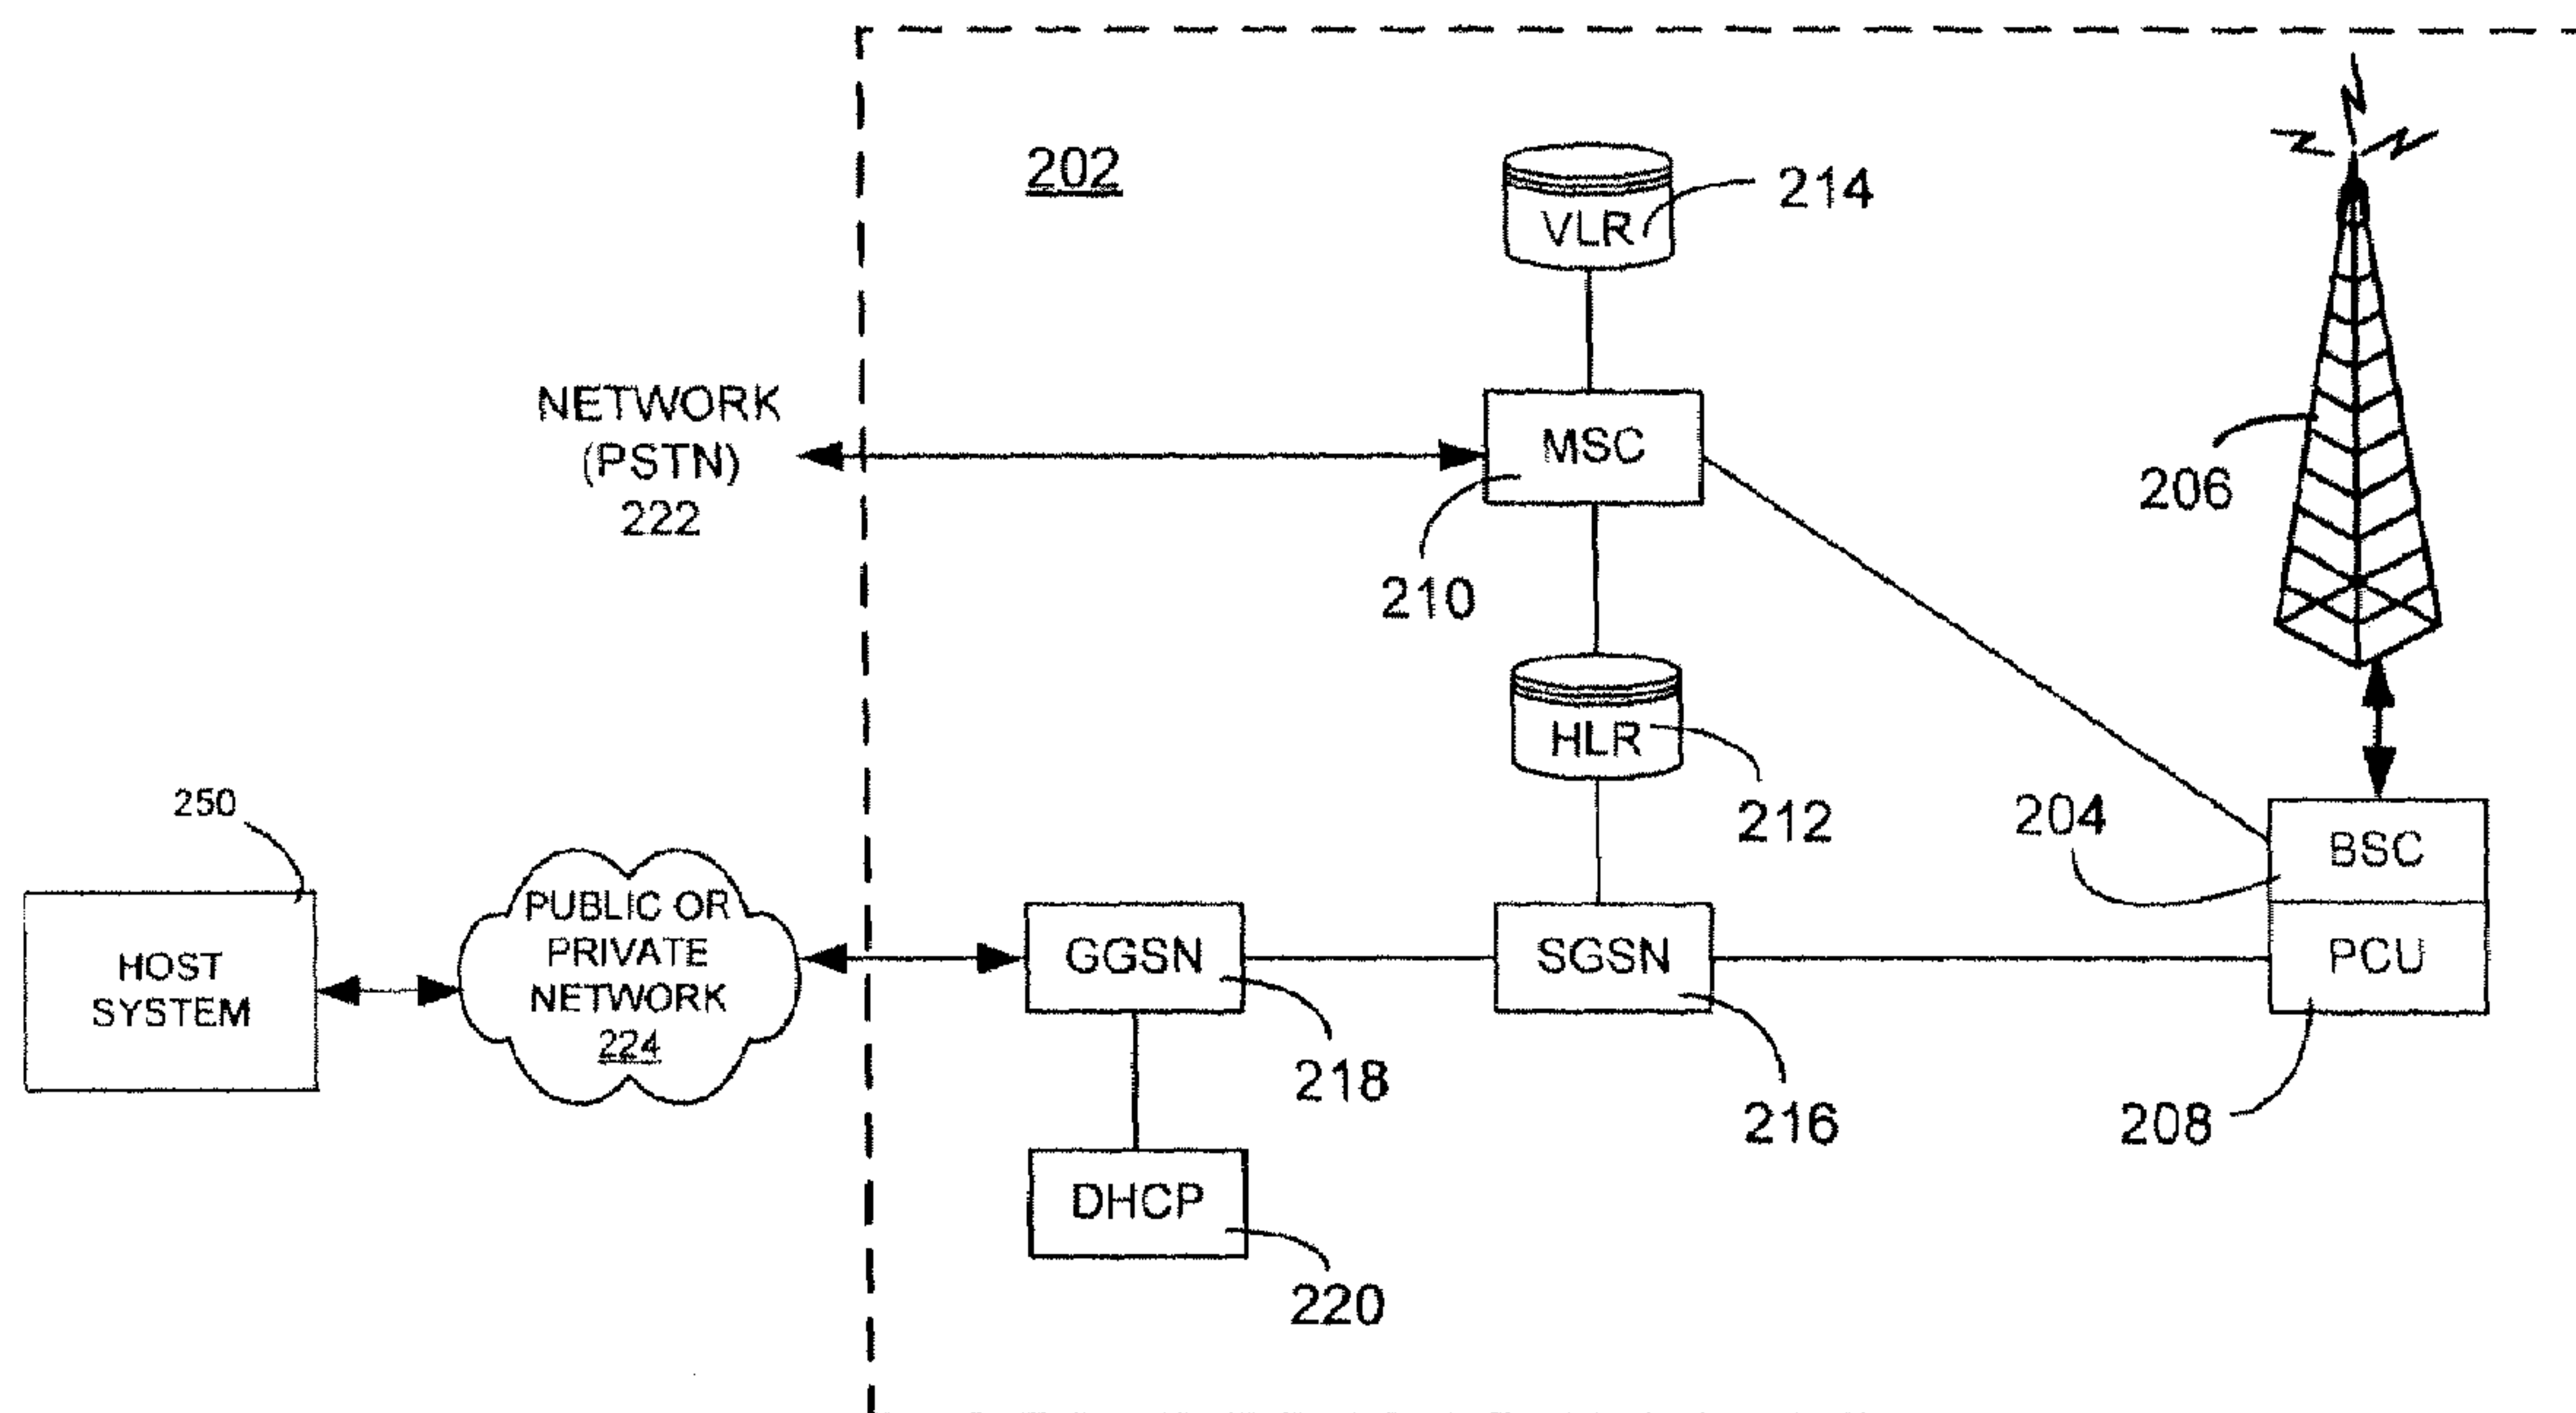 202
VLR
214
NETWORK
(PSTN)
222
MSC
210
206
HLR
212
250
HOST
SYSTEM
PUBLIC OR
PRIVATE
NETWORK
224
GGSN
218
SGSN
216
204
BSC
PCU
208
DHCP
220